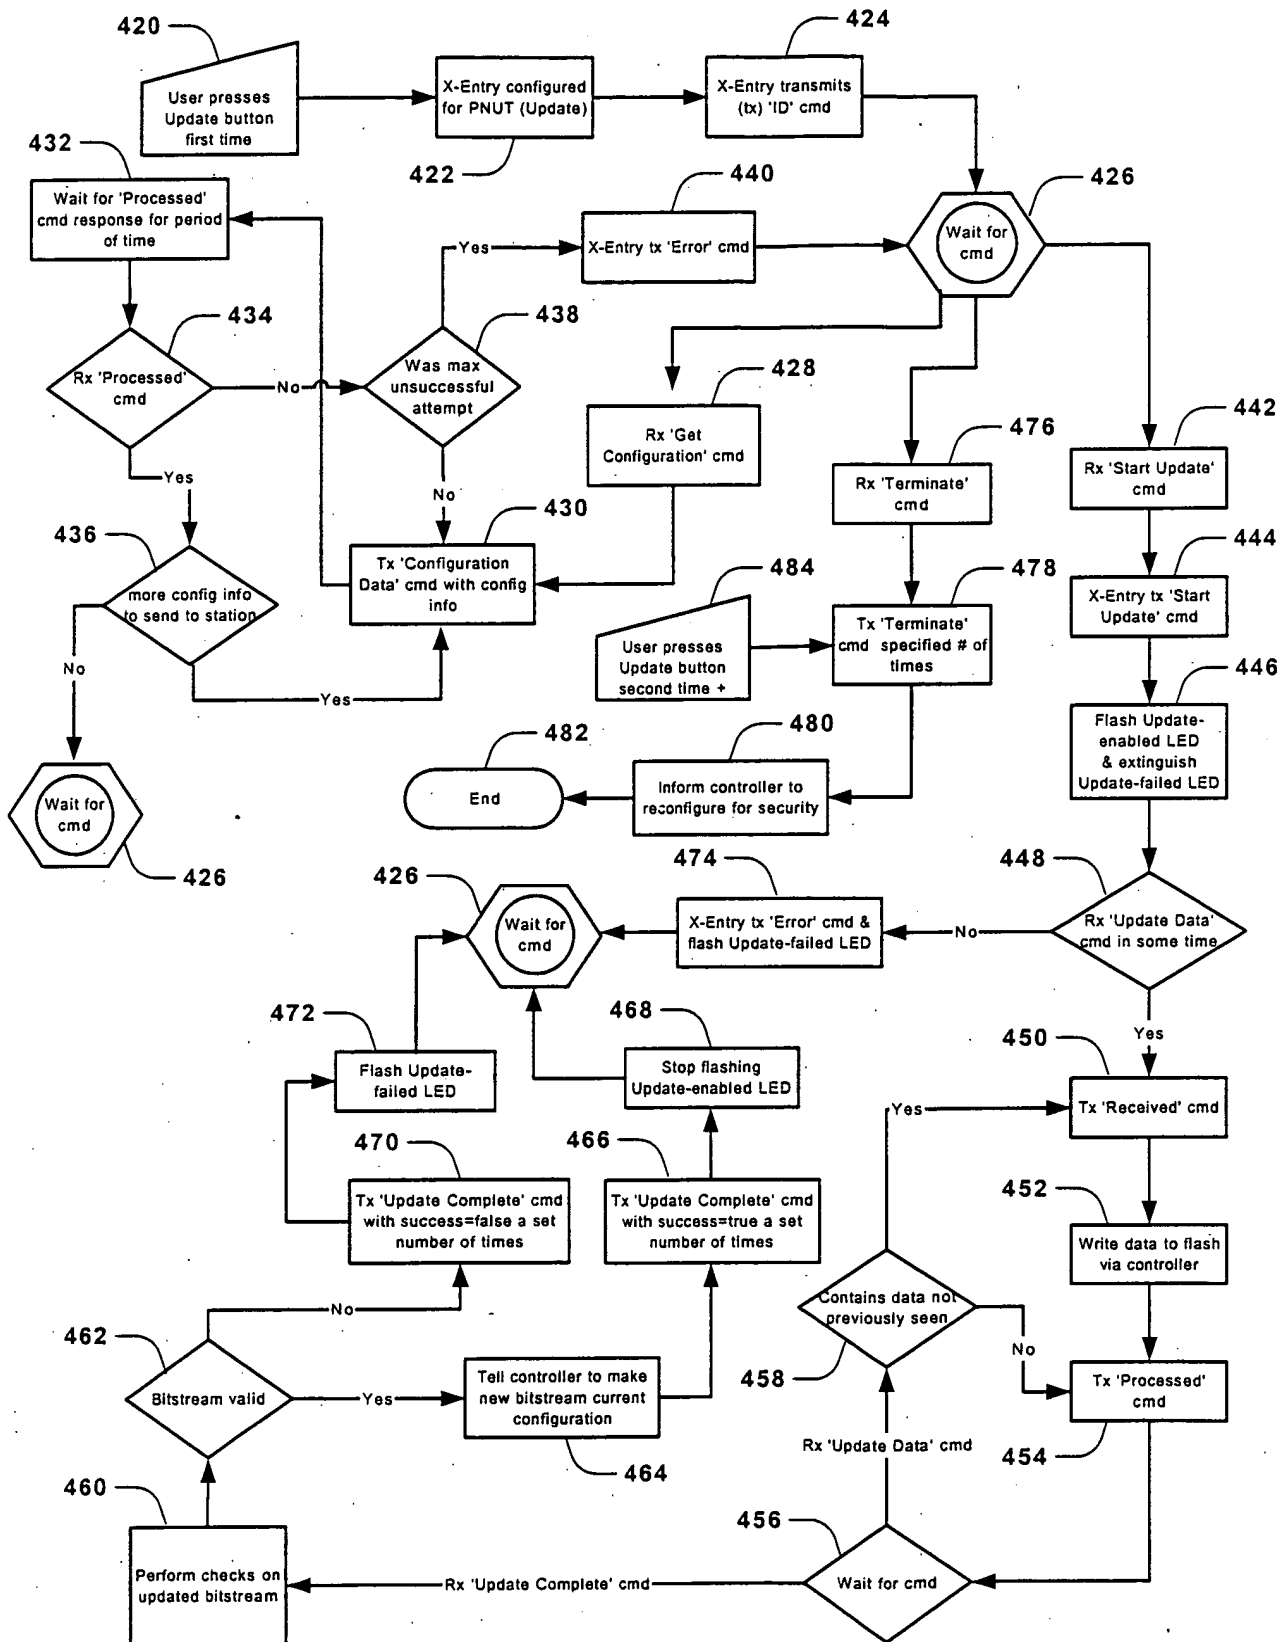 420
424
User presses
Update button
first time
X-Entry configured
for PNUT (Update)
X-Entry transmits
(tx) 'ID' cmd
422
432
Wait for 'Processed'
cmd response for period
of time
440
X-Entry tx 'Error' cmd
Yes
426
Wait for
cmd
434
Rx 'Processed'
cmd
No
438
Was max
unsuccessful
attempt
428
Rx 'Get
Configuration' cmd
442
Rx 'Start Update'
cmd
476
Rx 'Terminate'
cmd
Yes
No
430
Tx 'Configuration
Data' cmd with config
info
436
more config info
to send to station
444
X-Entry tx 'Start
Update' cmd
484
User presses
Update button
second time +
478
Tx 'Terminate'
cmd specified # of
times
No
Yes
446
Flash Update-
enabled LED
& extinguish
Update-failed LED
482
End
480
Inform controller to
reconfigure for security
Wait for
cmd
426
426
Wait for
cmd
474
X-Entry tx 'Error' cmd &
flash Update-failed LED
448
Rx 'Update Data'
cmd in some time
No
Yes
472
Flash Update-
failed LED
468
Stop flashing
Update-enabled LED
450
Tx 'Received' cmd
Yes
470
Tx 'Update Complete' cmd
with success=false a set
number of times
466
Tx 'Update Complete' cmd
with success=true a set
number of times
452
Write data to flash
via controller
No
Contains data not
previously seen
458
No
462
Bitstream valid
Yes
Tell controller to make
new bitstream current
configuration
464
Tx 'Processed'
cmd
454
Rx 'Update Data' cmd
460
Perform checks on
updated bitstream
Rx 'Update Complete' cmd
456
Wait for cmd